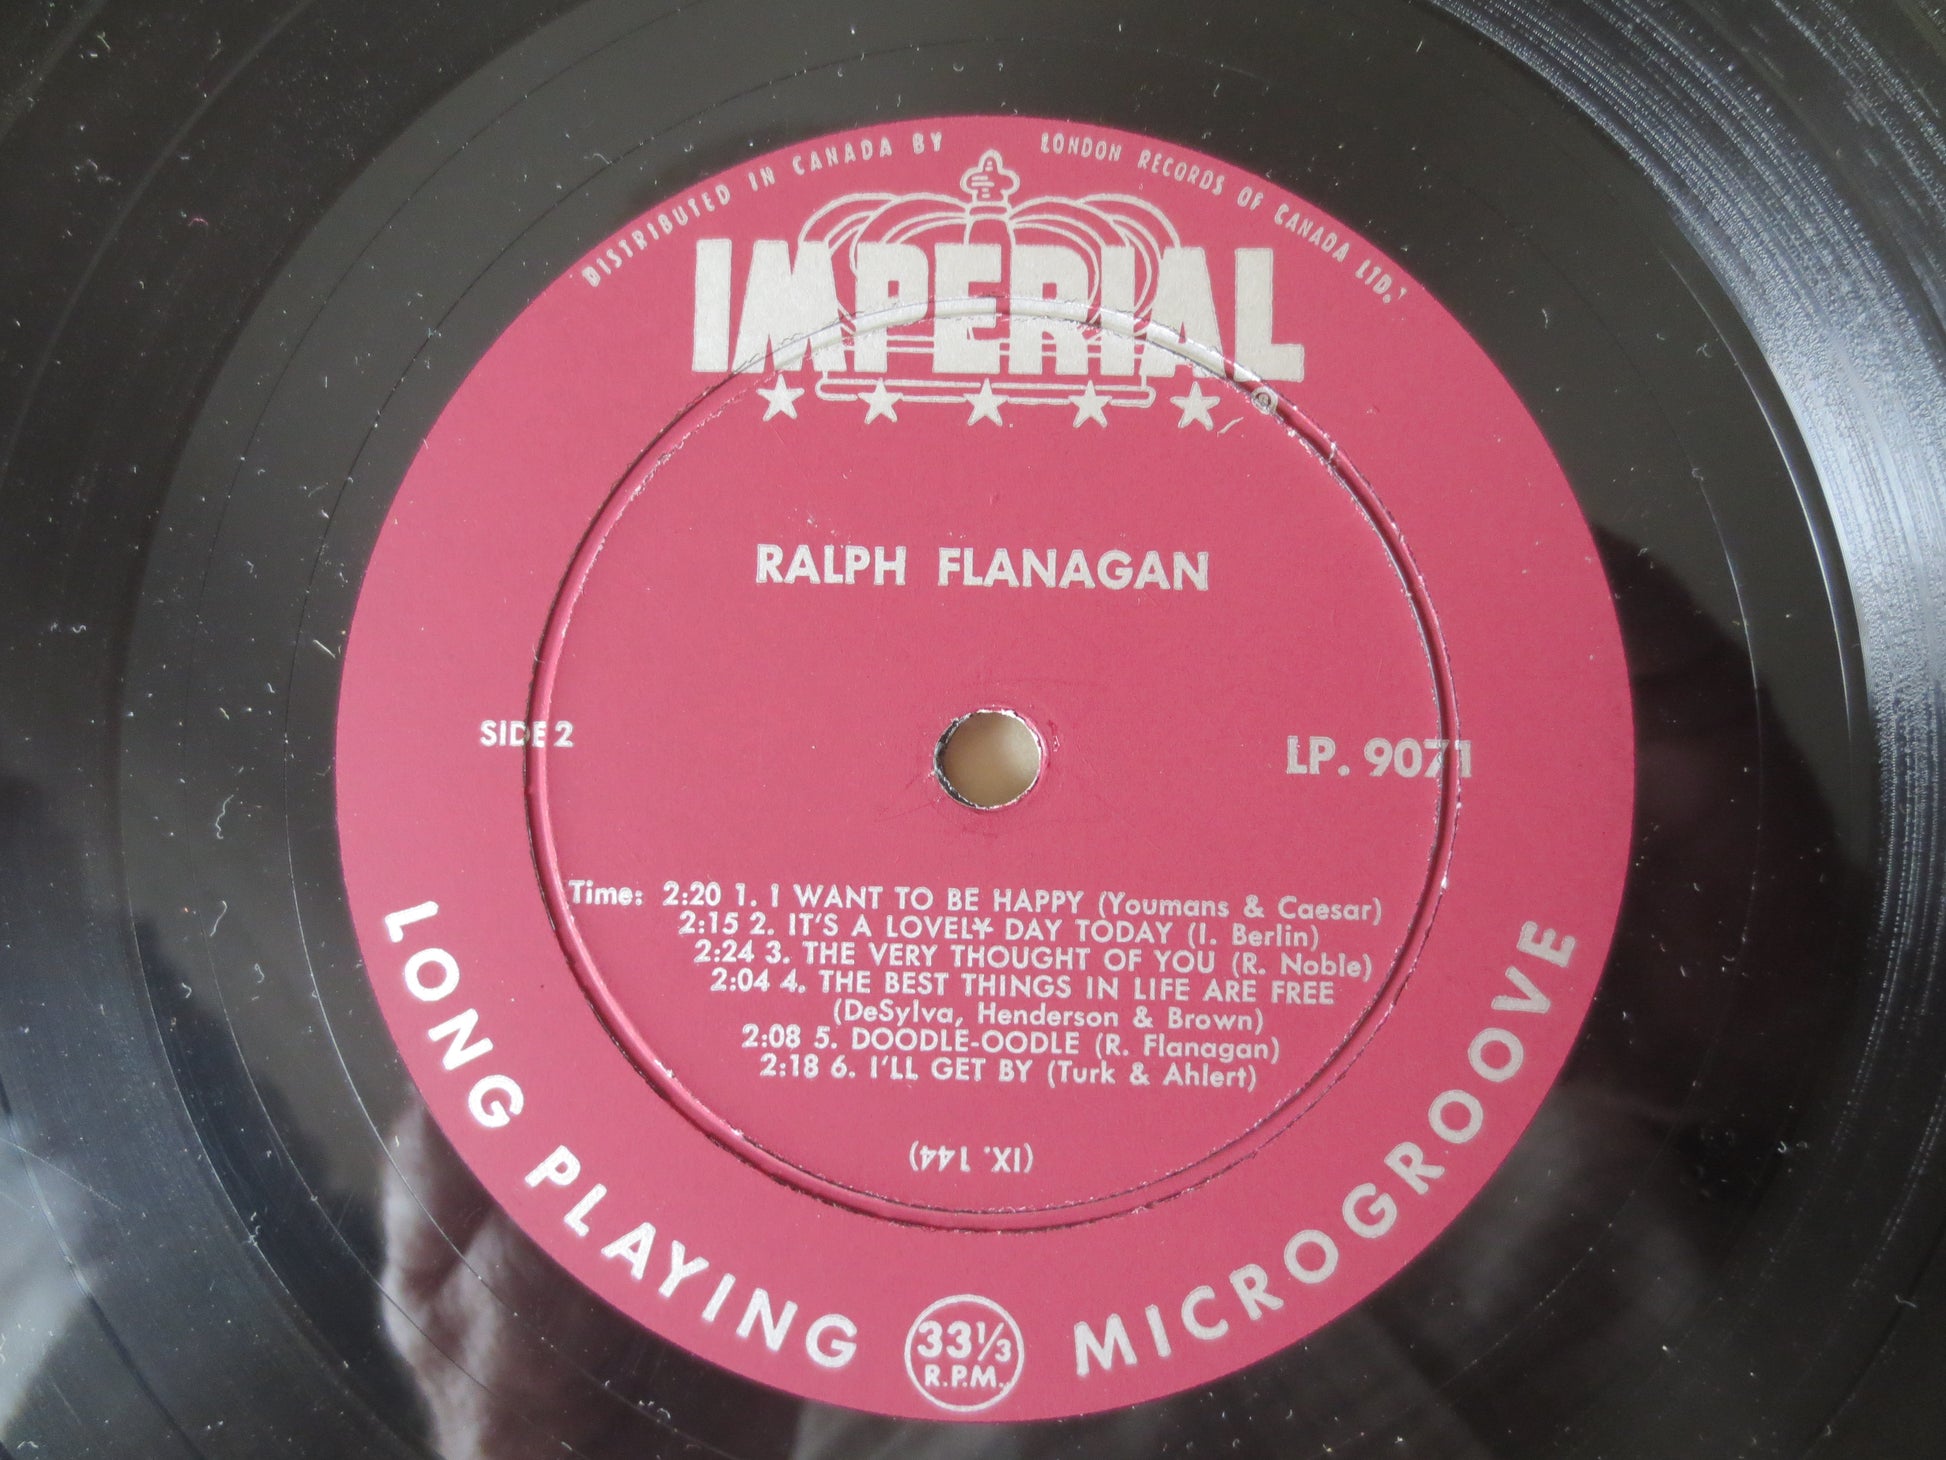 DISTRIBUTED IN CANADA BY LONDON RECORDS OF CANADA LTD.
IMPERIAL
RALPH FLANAGAN
SIDE 2
LP. 9071
Time: 2:20 1. I WANT TO BE HAPPY (Youmans & Caesar)
2:15 2. IT'S A LOVELY DAY TODAY (I. Berlin)
2:24 3. THE VERY THOUGHT OF YOU (R. Noble)
2:04 4. THE BEST THINGS IN LIFE ARE FREE
(DeSylva, Henderson & Brown)
2:08 5. DOODLE-OODLE (R. Flanagan)
2:18 6. I'LL GET BY (Turk & Ahlert)
(IX. 144)
LONG PLAYING MICROGROOVE
33⅓
R.P.M.